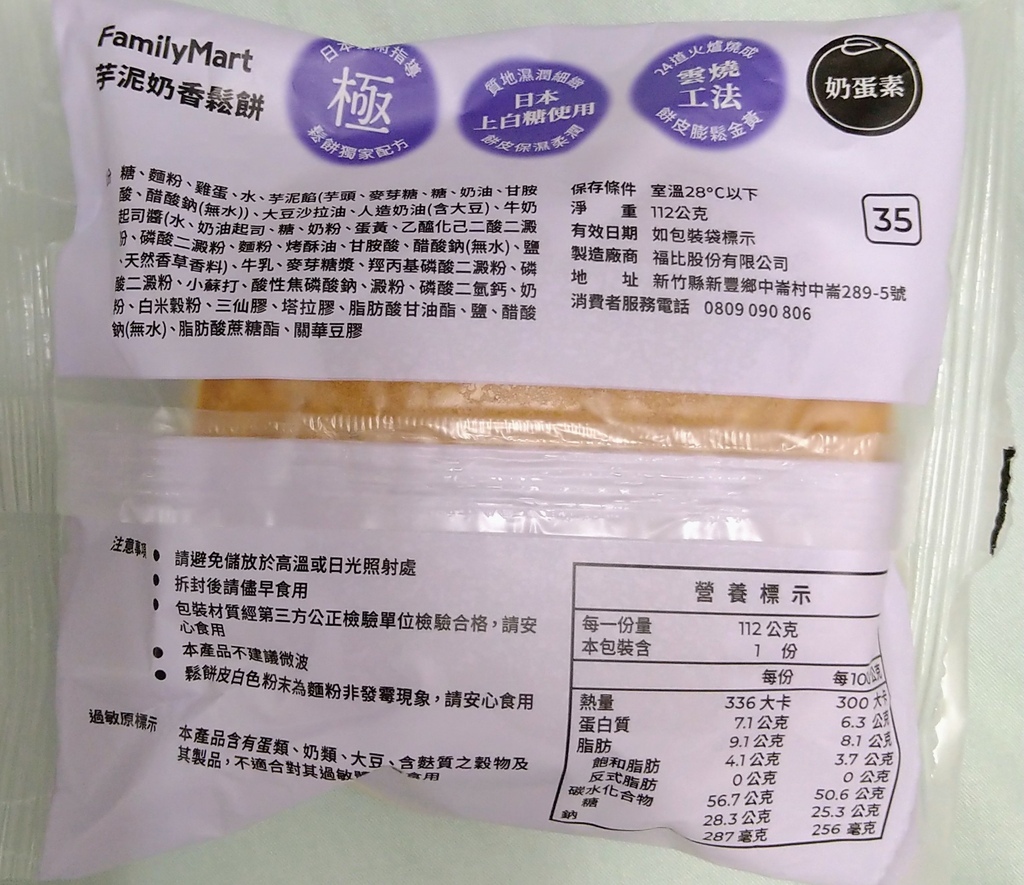 FamilyMart
芋泥奶香鬆餅
極
鬆餅獨家配方
質地濕潤細緻
日本
上白糖使用
餅皮保濕柔潤
24道火爐燒成
雲燒
工法
餅皮膨鬆金黃
奶蛋素
糖、麵粉、雞蛋、水、芋泥餡(芋頭、麥芽糖、糖、奶油、甘胺
酸、醋酸鈉(無水))、大豆沙拉油、人造奶油(含大豆)、牛奶
起司醬(水、奶油起司、糖、奶粉、蛋黃、乙醯化己二酸二澱
粉、磷酸二澱粉、麵粉、烤酥油、甘胺酸、醋酸鈉(無水)、鹽
、天然香草香料)、牛乳、麥芽糖漿、羥丙基磷酸二澱粉、磷
酸二澱粉、小蘇打、酸性焦磷酸鈉、澱粉、磷酸二氫鈣、奶
粉、白米穀粉、三仙膠、塔拉膠、脂肪酸甘油酯、鹽、醋酸
鈉(無水)、脂肪酸蔗糖酯、關華豆膠
保存條件 室溫28°C以下
淨 重 112公克
有效日期 如包裝袋標示
製造廠商 福比股份有限公司
地 址 新竹縣新豐鄉中崙村中崙289-5號
消費者服務電話 0809 090 806
35
注意事項
● 請避免儲放於高溫或日光照射處
● 拆封後請儘早食用
● 包裝材質經第三方公正檢驗單位檢驗合格，請安
心食用
● 本產品不建議微波
● 鬆餅皮白色粉末為麵粉非發霉現象，請安心食用
過敏原標示
本產品含有蛋類、奶類、大豆、含麩質之穀物及
其製品，不適合對其過敏 食用
營養標示
每一份量 112 公克
本包裝含 1 份
每份 每100公克
熱量 336 大卡 300 大卡
蛋白質 7.1 公克 6.3 公克
脂肪 9.1 公克 8.1 公克
飽和脂肪 4.1 公克 3.7 公克
反式脂肪 0 公克 0 公克
碳水化合物 56.7 公克 50.6 公克
糖 28.3 公克 25.3 公克
鈉 287 毫克 256 毫克